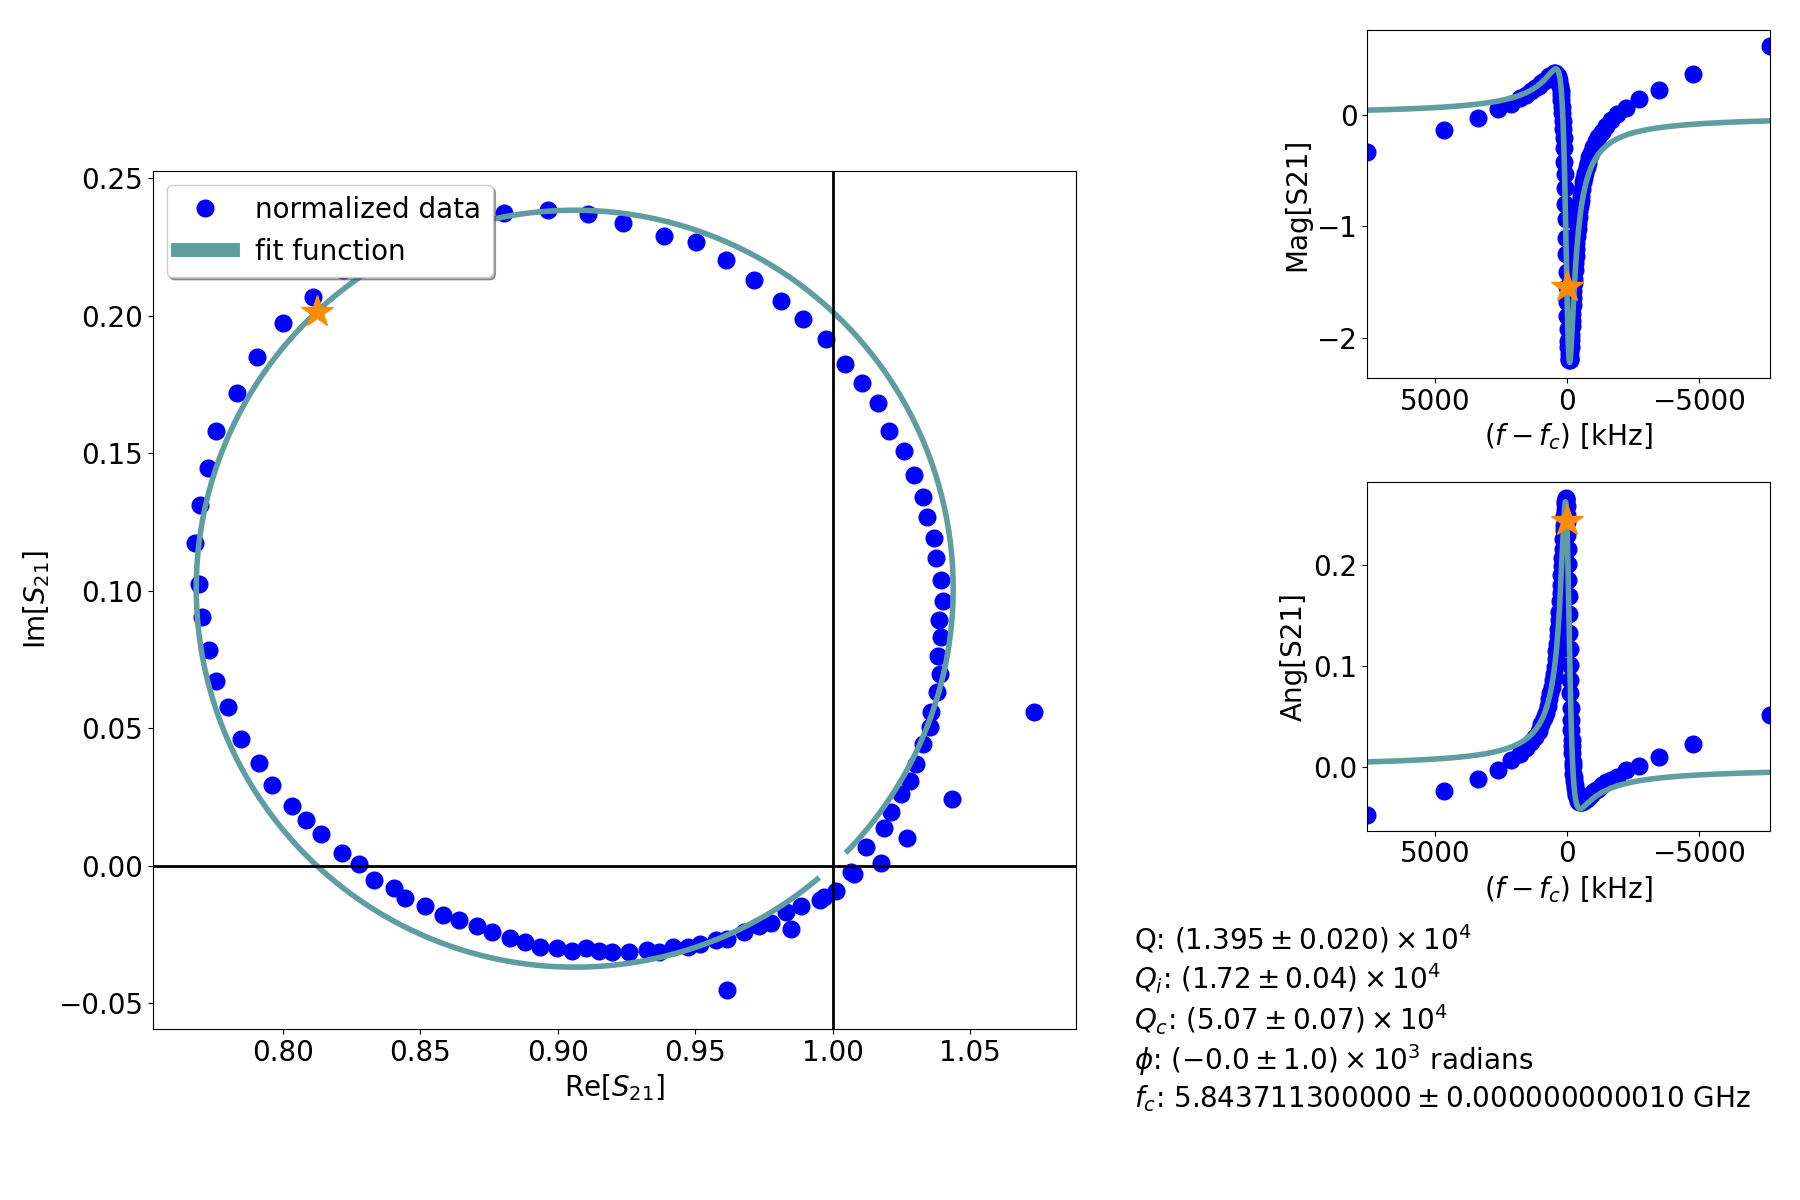 normalized data
fit function
0.25
0.20
0.15
0.10
0.05
0.00
−0.05
Im[S21]
0.80 0.85 0.90 0.95 1.00 1.05
Re[S21]
0
−1
−2
Mag[S21]
5000 0 −5000
(f − fc) [kHz]
0.2
0.1
0.0
Ang[S21]
5000 0 −5000
(f − fc) [kHz]
Q: (1.395 ± 0.020) × 10^4
Qi: (1.72 ± 0.04) × 10^4
Qc: (5.07 ± 0.07) × 10^4
ϕ: (−0.0 ± 1.0) × 10^3 radians
fc: 5.843711300000 ± 0.000000000010 GHz